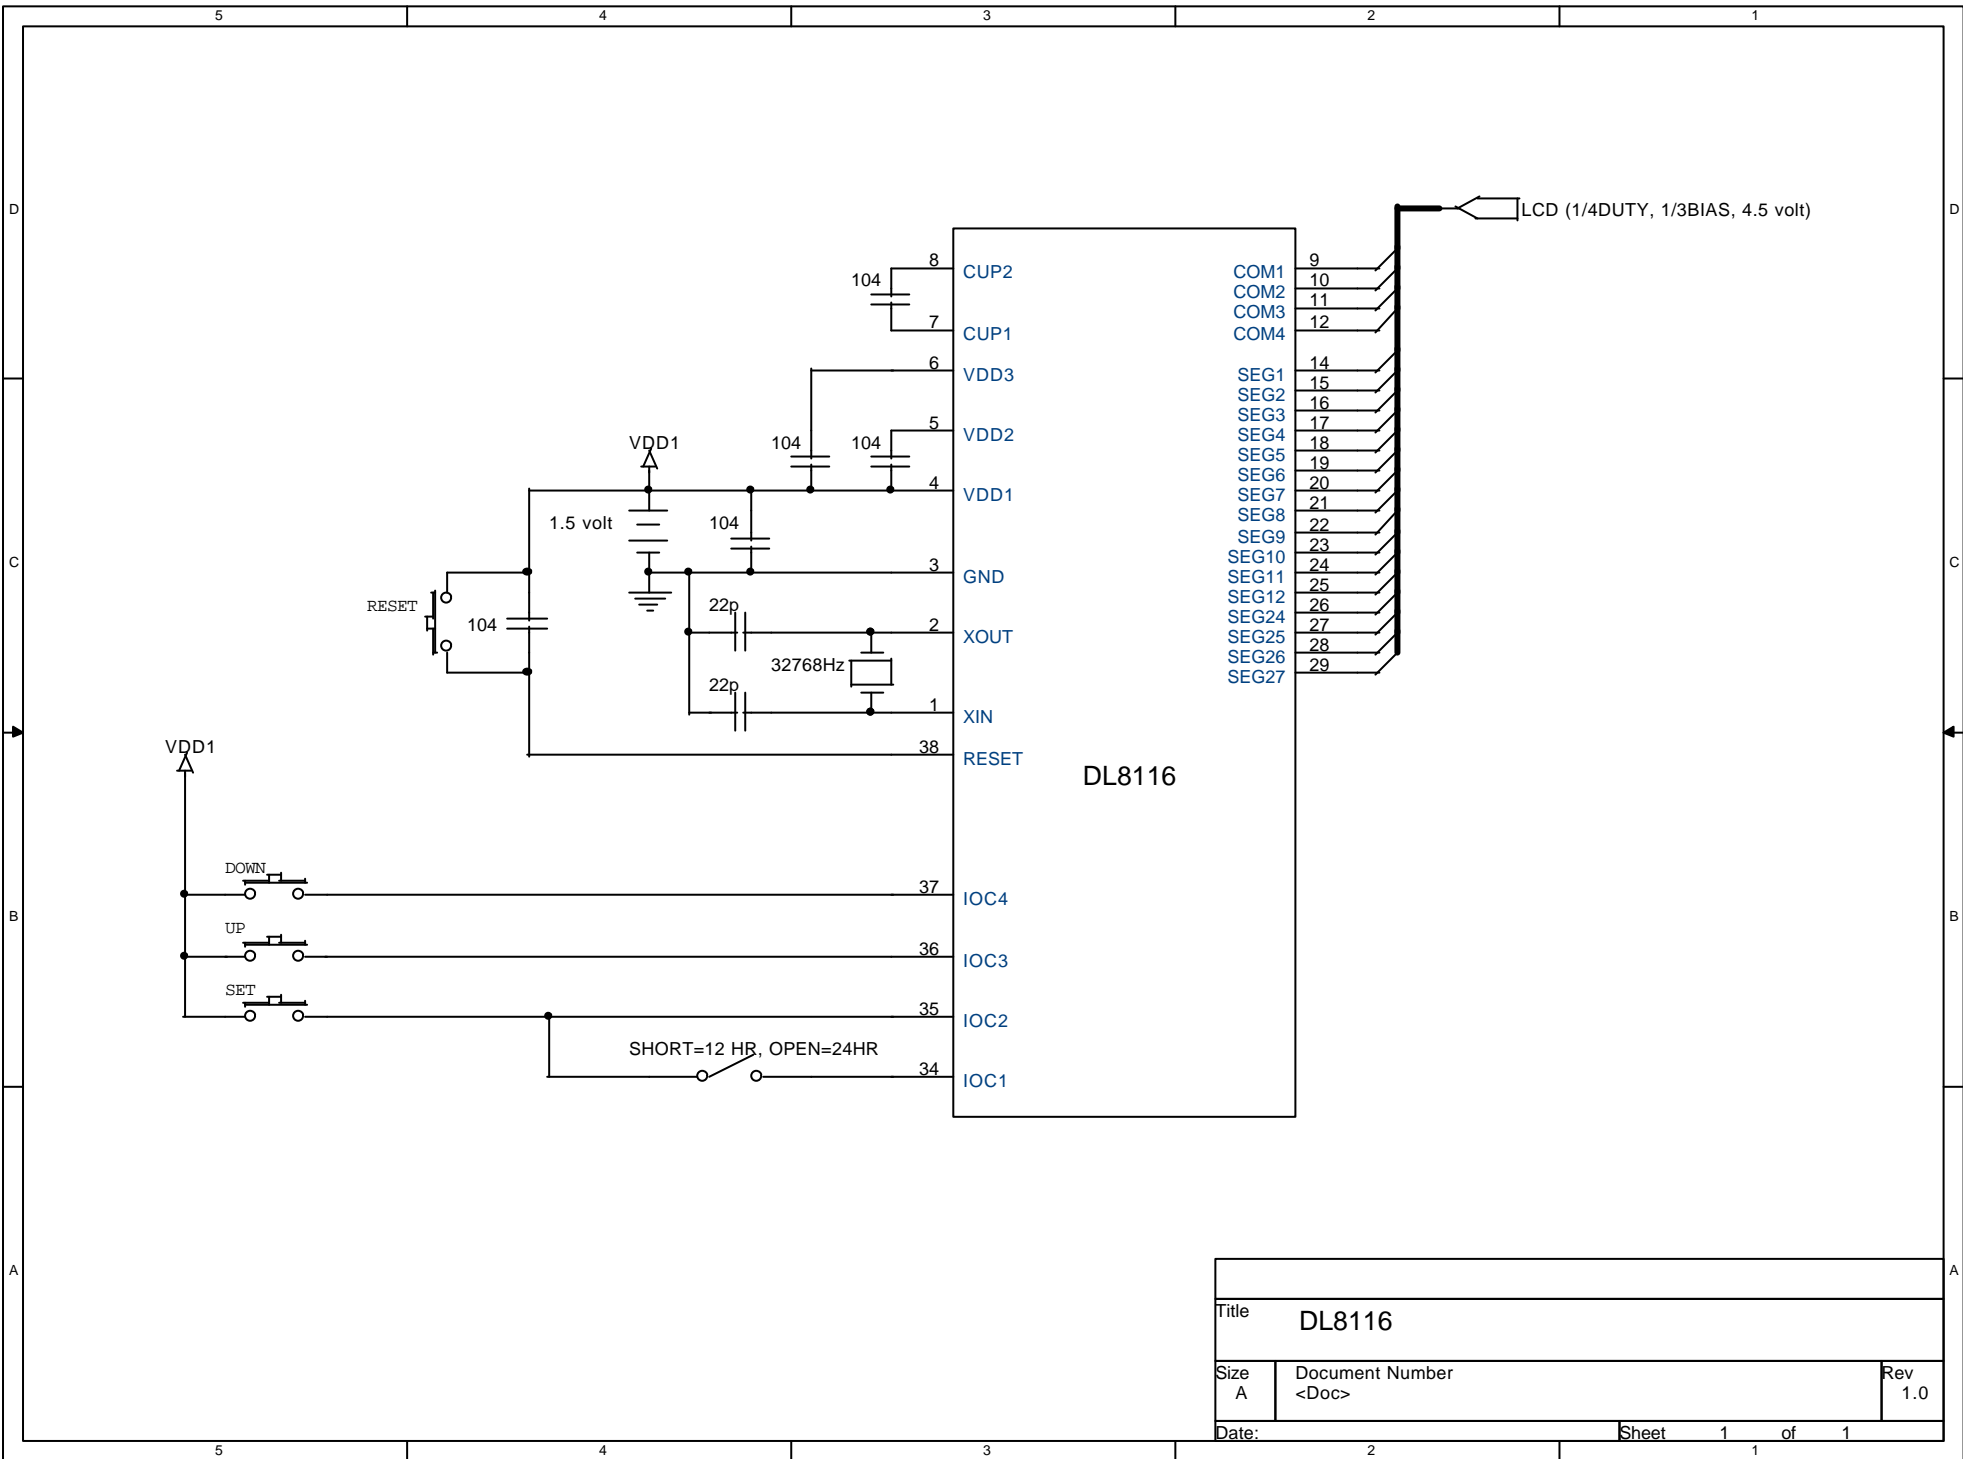 5 4 3 2 1
D
D
LCD (1/4DUTY, 1/3BIAS, 4.5 volt)
8 CUP2
104
7 CUP1
6 VDD3
5 VDD2
104 104
VDD1
4 VDD1
1.5 volt
104
3 GND
22p
2 XOUT
32768Hz
22p
1 XIN
RESET
104
38 RESET
DL8116
COM1 9
COM2 10
COM3 11
COM4 12
SEG1 14
SEG2 15
SEG3 16
SEG4 17
SEG5 18
SEG6 19
SEG7 20
SEG8 21
SEG9 22
SEG10 23
SEG11 24
SEG12 25
SEG24 26
SEG25 27
SEG26 28
SEG27 29
C
C
VDD1
DOWN
37 IOC4
UP
36 IOC3
SET
35 IOC2
SHORT=12 HR, OPEN=24HR
34 IOC1
B
B
A
A
Title
DL8116
Size
A
Document Number
<Doc>
Rev
1.0
Date:
Sheet 1 of 1
5 4 3 2 1